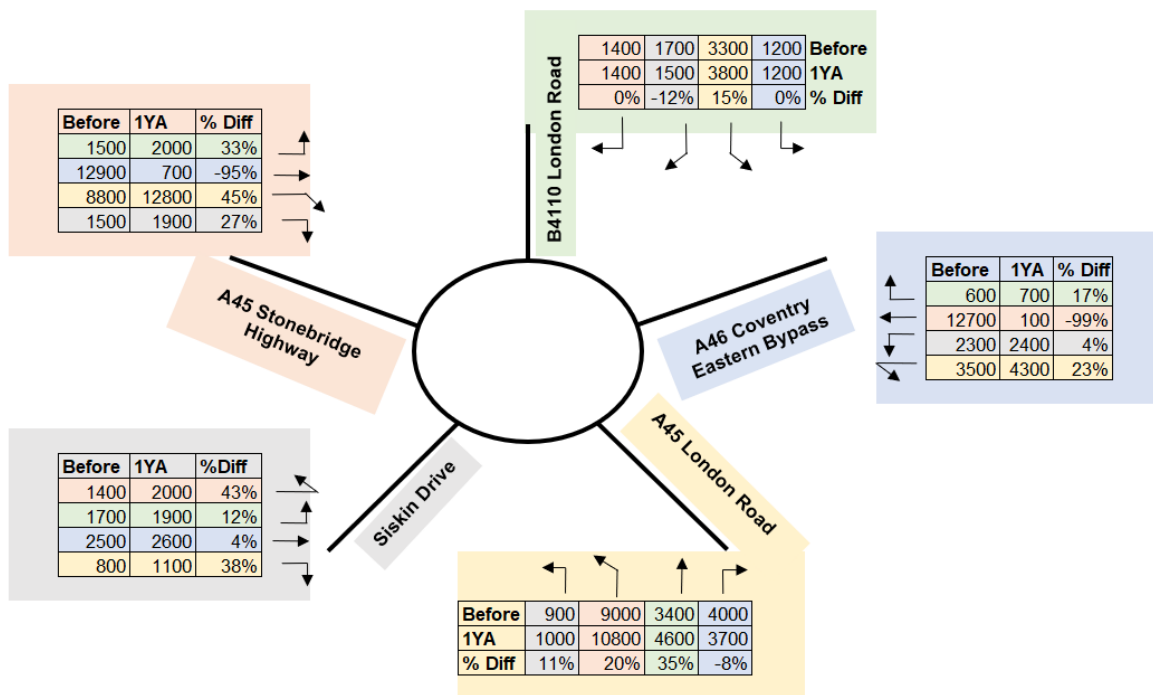 1400 1700 3300 1200 Before
1400 1500 3800 1200 1YA
0% -12% 15% 0% % Diff
B4110 London Road
Before 1YA % Diff
1500 2000 33%
12900 700 -95%
8800 12800 45%
1500 1900 27%
A45 Stonebridge
Highway
A46 Coventry
Eastern Bypass
Before 1YA % Diff
600 700 17%
12700 100 -99%
2300 2400 4%
3500 4300 23%
Before 1YA %Diff
1400 2000 43%
1700 1900 12%
2500 2600 4%
800 1100 38%
Siskin Drive
A45 London Road
Before 900 9000 3400 4000
1YA 1000 10800 4600 3700
% Diff 11% 20% 35% -8%